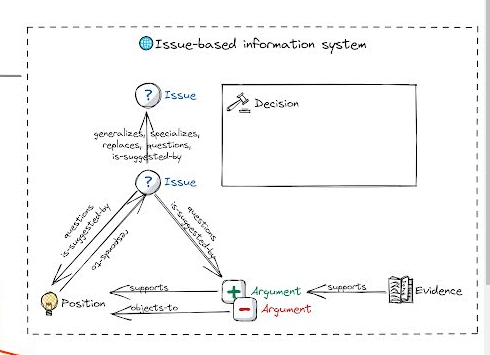 Issue-based information system
? Issue
Decision
generalizes, specializes,
replaces, questions,
is-suggested-by
? Issue
questions
is-suggested-by
responds-to
questions
is-suggested-by
Position
supports
objects-to
+ Argument
- Argument
supports
Evidence